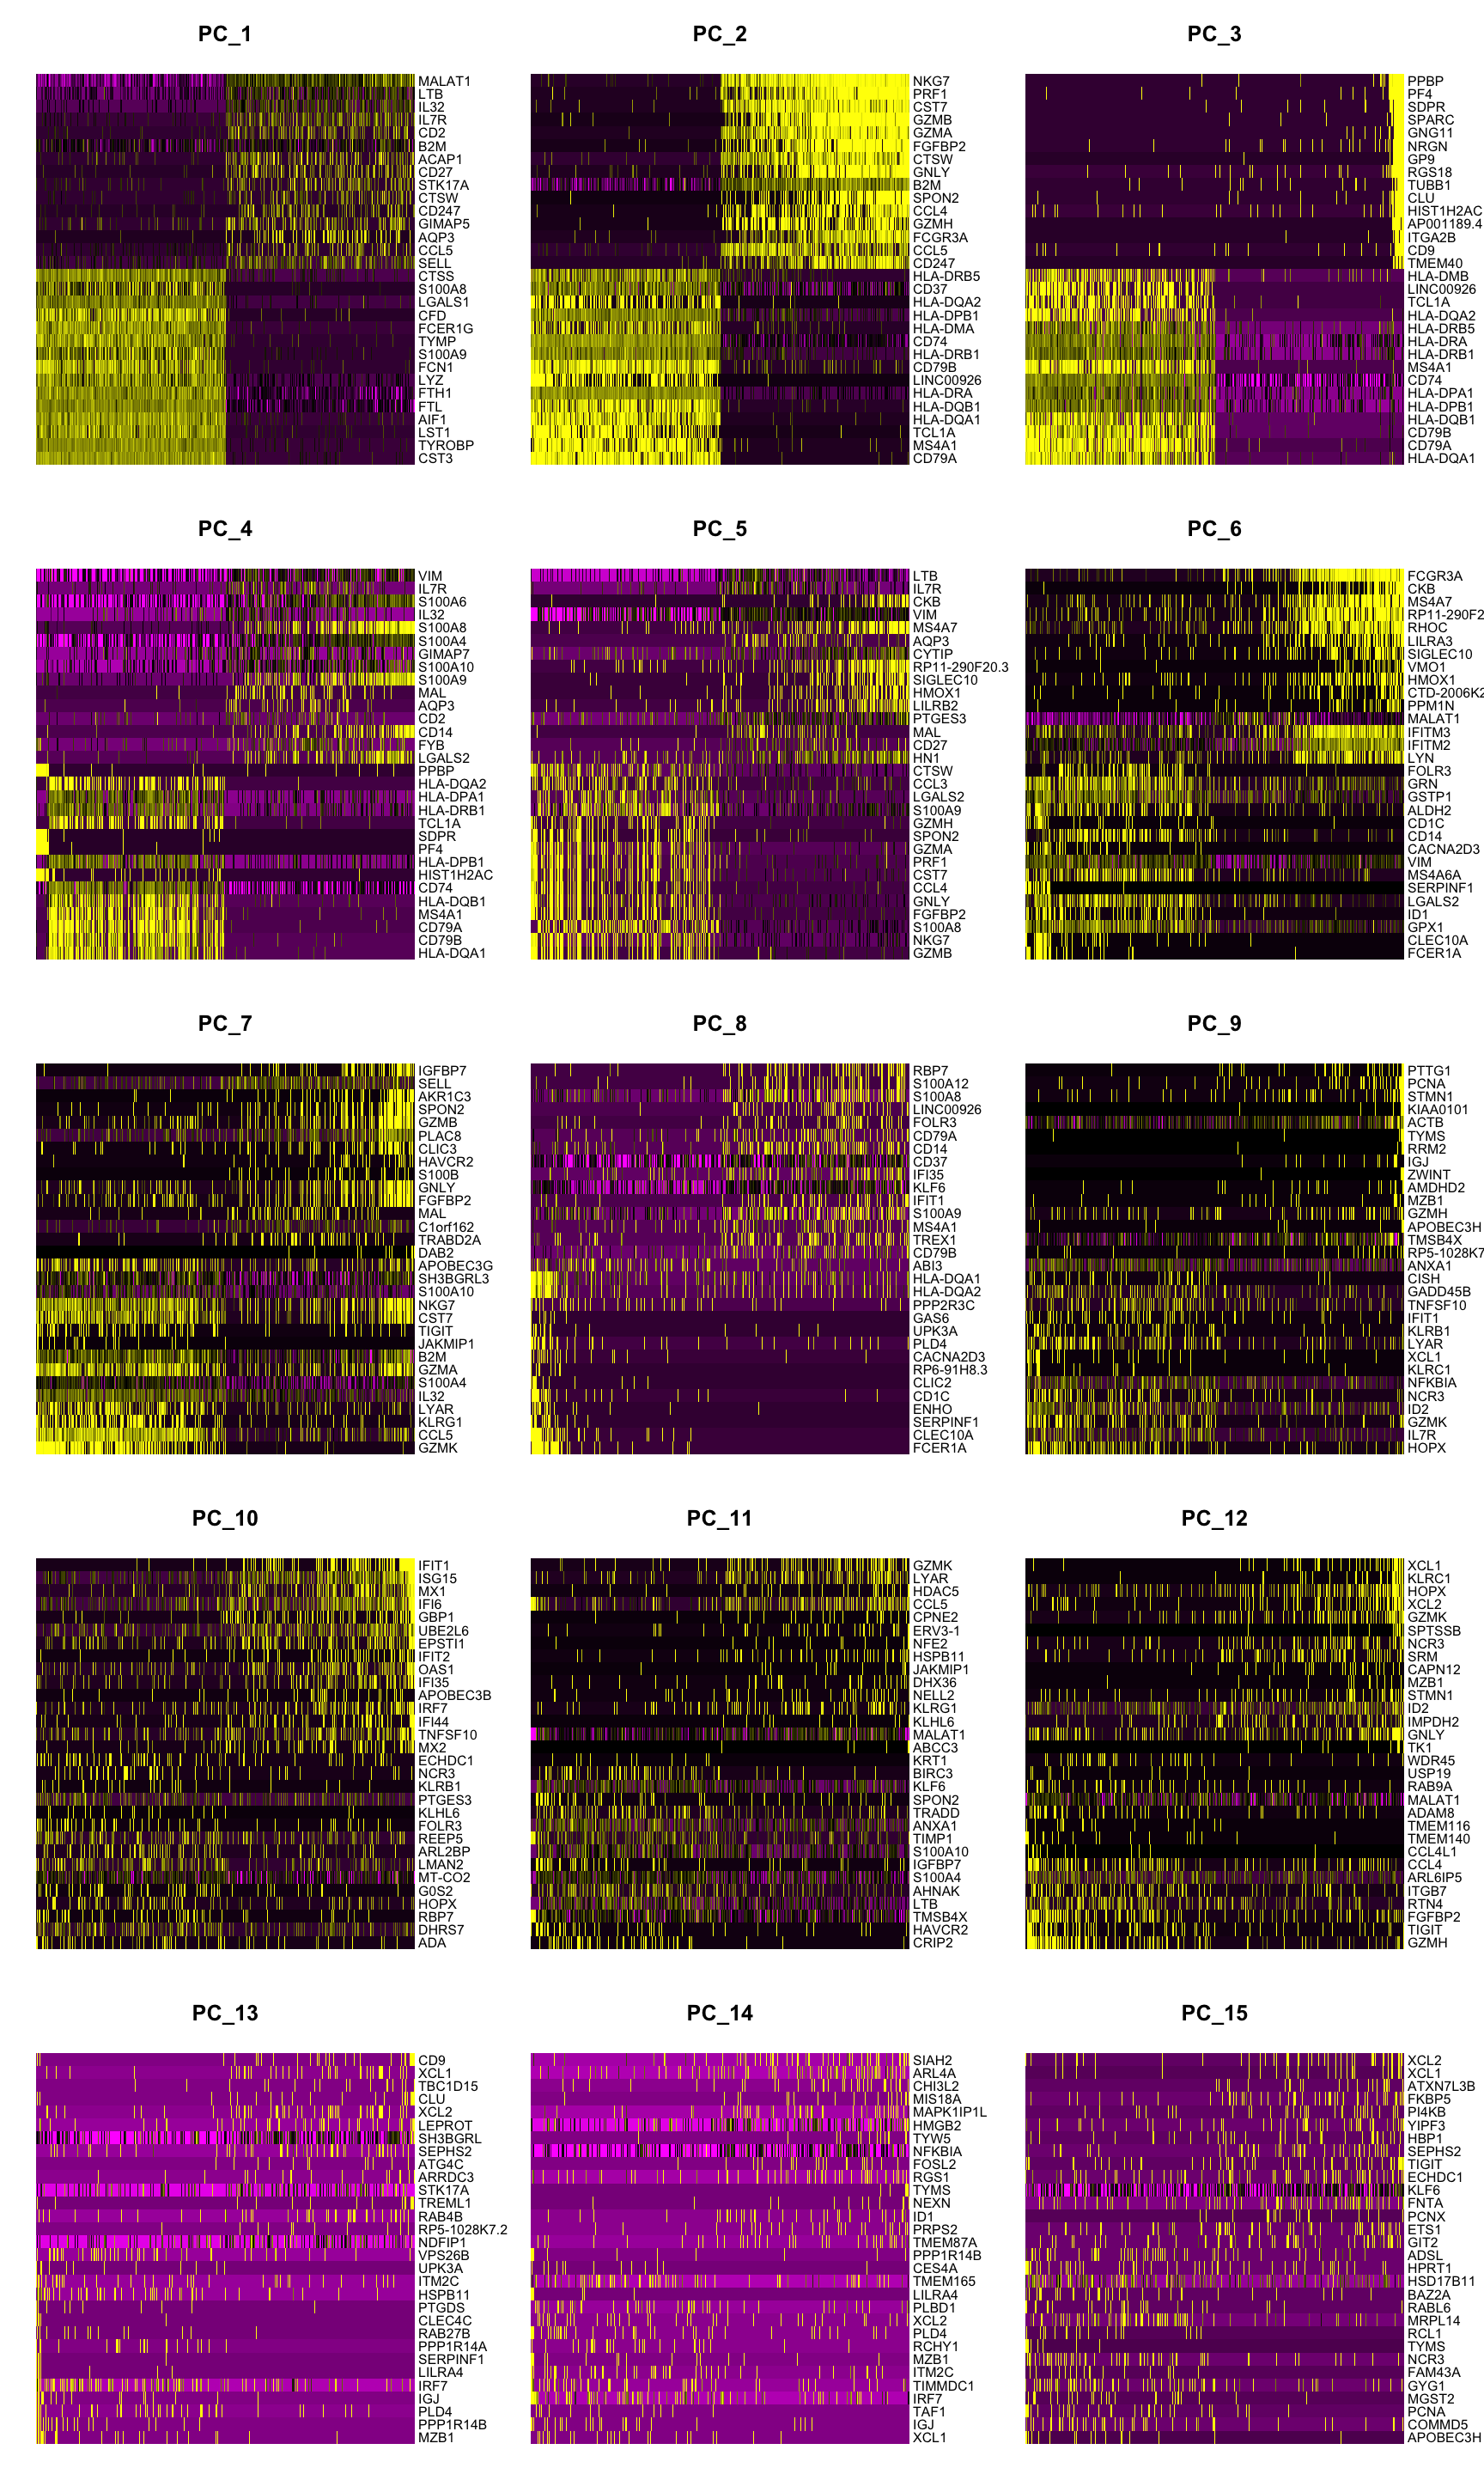 PC_1
MALAT1
LTB
IL32
IL7R
CD2
B2M
ACAP1
CD27
STK17A
CTSW
CD247
GIMAP5
AQP3
CCL5
SELL
CTSS
S100A8
LGALS1
CFD
FCER1G
TYMP
S100A9
FCN1
LYZ
FTH1
FTL
AIF1
LST1
TYROBP
CST3
PC_2
NKG7
PRF1
CST7
GZMB
GZMA
FGFBP2
CTSW
GNLY
B2M
SPON2
CCL4
GZMH
FCGR3A
CCL5
CD247
HLA-DRB5
CD37
HLA-DQA2
HLA-DPB1
HLA-DMA
CD74
HLA-DRB1
CD79B
LINC00926
HLA-DRA
HLA-DQB1
HLA-DQA1
TCL1A
MS4A1
CD79A
PC_3
PPBP
PF4
SDPR
SPARC
GNG11
NRGN
GP9
RGS18
TUBB1
CLU
HIST1H2AC
AP001189.4
ITGA2B
CD9
TMEM40
HLA-DMB
LINC00926
TCL1A
HLA-DQA2
HLA-DRB5
HLA-DRA
HLA-DRB1
MS4A1
CD74
HLA-DPA1
HLA-DPB1
HLA-DQB1
CD79B
CD79A
HLA-DQA1
PC_4
VIM
IL7R
S100A6
IL32
S100A8
S100A4
GIMAP7
S100A10
S100A9
MAL
AQP3
CD2
CD14
FYB
LGALS2
PPBP
HLA-DQA2
HLA-DPA1
HLA-DRB1
TCL1A
SDPR
PF4
HLA-DPB1
HIST1H2AC
CD74
HLA-DQB1
MS4A1
CD79A
CD79B
HLA-DQA1
PC_5
LTB
IL7R
CKB
VIM
MS4A7
AQP3
CYTIP
RP11-290F20.3
SIGLEC10
HMOX1
LILRB2
PTGES3
MAL
CD27
HN1
CTSW
CCL3
LGALS2
S100A9
GZMH
SPON2
GZMA
PRF1
CST7
CCL4
GNLY
FGFBP2
S100A8
NKG7
GZMB
PC_6
FCGR3A
CKB
MS4A7
RP11-290F2
RHOC
LILRA3
SIGLEC10
VMO1
HMOX1
CTD-2006K2
PPM1N
MALAT1
IFITM3
IFITM2
LYN
FOLR3
GRN
GSTP1
ALDH2
CD1C
CD14
CACNA2D3
VIM
MS4A6A
SERPINF1
LGALS2
ID1
GPX1
CLEC10A
FCER1A
PC_7
IGFBP7
SELL
AKR1C3
SPON2
GZMB
PLAC8
CLIC3
HAVCR2
S100B
GNLY
FGFBP2
MAL
C1orf162
TRABD2A
DAB2
APOBEC3G
SH3BGRL3
S100A10
NKG7
CST7
TIGIT
JAKMIP1
B2M
GZMA
S100A4
IL32
LYAR
KLRG1
CCL5
GZMK
PC_8
RBP7
S100A12
S100A8
LINC00926
FOLR3
CD79A
CD14
CD37
IFI35
KLF6
IFIT1
S100A9
MS4A1
TREX1
CD79B
ABI3
HLA-DQA1
HLA-DQA2
PPP2R3C
GAS6
UPK3A
PLD4
CACNA2D3
RP6-91H8.3
CLIC2
CD1C
ENHO
SERPINF1
CLEC10A
FCER1A
PC_9
PTTG1
PCNA
STMN1
KIAA0101
ACTB
TYMS
RRM2
IGJ
ZWINT
AMDHD2
MZB1
GZMH
APOBEC3H
TMSB4X
RP5-1028K7
ANXA1
CISH
GADD45B
TNFSF10
IFIT1
KLRB1
LYAR
XCL1
KLRC1
NFKBIA
NCR3
ID2
GZMK
IL7R
HOPX
PC_10
IFIT1
ISG15
MX1
IFI6
GBP1
UBE2L6
EPSTI1
IFIT2
OAS1
IFI35
APOBEC3B
IRF7
IFI44
TNFSF10
MX2
ECHDC1
NCR3
KLRB1
PTGES3
KLHL6
FOLR3
REEP5
ARL2BP
LMAN2
MT-CO2
G0S2
HOPX
RBP7
DHRS7
ADA
PC_11
GZMK
LYAR
HDAC5
CCL5
CPNE2
ERV3-1
NFE2
HSPB11
JAKMIP1
DHX36
NELL2
KLRG1
KLHL6
MALAT1
ABCC3
KRT1
BIRC3
KLF6
SPON2
TRADD
ANXA1
TIMP1
S100A10
IGFBP7
S100A4
AHNAK
LTB
TMSB4X
HAVCR2
CRIP2
PC_12
XCL1
KLRC1
HOPX
XCL2
GZMK
SPTSSB
NCR3
SRM
CAPN12
MZB1
STMN1
ID2
IMPDH2
GNLY
TK1
WDR45
USP19
RAB9A
MALAT1
ADAM8
TMEM116
TMEM140
CCL4L1
CCL4
ARL6IP5
ITGB7
RTN4
FGFBP2
TIGIT
GZMH
PC_13
CD9
XCL1
TBC1D15
CLU
XCL2
LEPROT
SH3BGRL
SEPHS2
ATG4C
ARRDC3
STK17A
TREML1
RAB4B
RP5-1028K7.2
NDFIP1
VPS26B
UPK3A
ITM2C
HSPB11
PTGDS
CLEC4C
RAB27B
PPP1R14A
SERPINF1
LILRA4
IRF7
IGJ
PLD4
PPP1R14B
MZB1
PC_14
SIAH2
ARL4A
CHI3L2
MIS18A
MAPK1IP1L
HMGB2
TYW5
NFKBIA
FOSL2
RGS1
TYMS
NEXN
ID1
PRPS2
TMEM87A
PPP1R14B
CES4A
TMEM165
LILRA4
PLBD1
XCL2
PLD4
RCHY1
MZB1
ITM2C
TIMMDC1
IRF7
TAF1
IGJ
XCL1
PC_15
XCL2
XCL1
ATXN7L3B
FKBP5
PI4KB
YIPF3
HBP1
SEPHS2
TIGIT
ECHDC1
KLF6
FNTA
PCNX
ETS1
GIT2
ADSL
HPRT1
HSD17B11
BAZ2A
RABL6
MRPL14
RCL1
TYMS
NCR3
FAM43A
GYG1
MGST2
PCNA
COMMD5
APOBEC3H